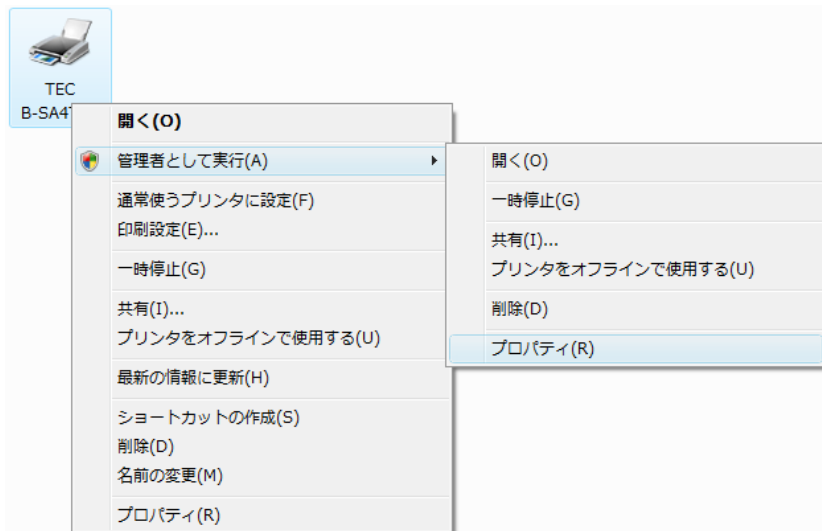 TEC
B-SA4
開く(O)
管理者として実行(A)
通常使うプリンタに設定(F)
印刷設定(E)...
一時停止(G)
共有(I)...
プリンタをオフラインで使用する(U)
最新の情報に更新(H)
ショートカットの作成(S)
削除(D)
名前の変更(M)
プロパティ(R)
開く(O)
一時停止(G)
共有(I)...
プリンタをオフラインで使用する(U)
削除(D)
プロパティ(R)